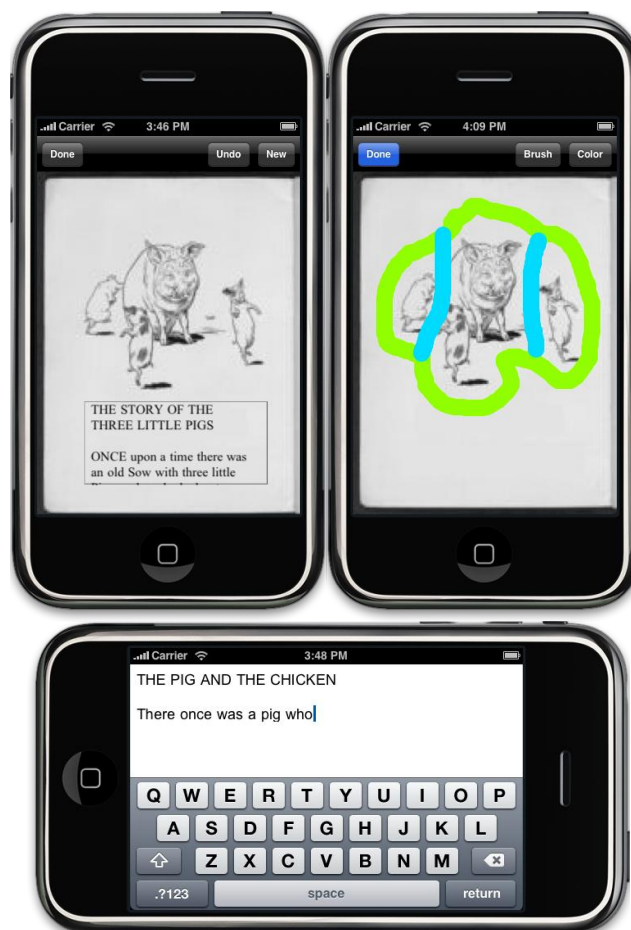 Carrier 3:46 PM
Done Undo New
THE STORY OF THE
THREE LITTLE PIGS
ONCE upon a time there was
an old Sow with three little
Carrier 4:09 PM
Done Brush Color
Carrier 3:48 PM
THE PIG AND THE CHICKEN
There once was a pig who
Q W E R T Y U I O P
A S D F G H J K L
Z X C V B N M
.?123 space return